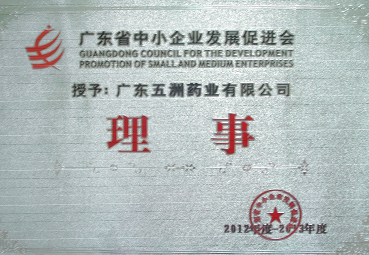 广东省中小企业发展促进会
GUANGDONG COUNCIL FOR THE DEVELOPMENT
PROMOTION OF SMALL AND MEDIUM ENTERPRISES
授予：广东五洲药业有限公司
理 事
2012年度-2013年度